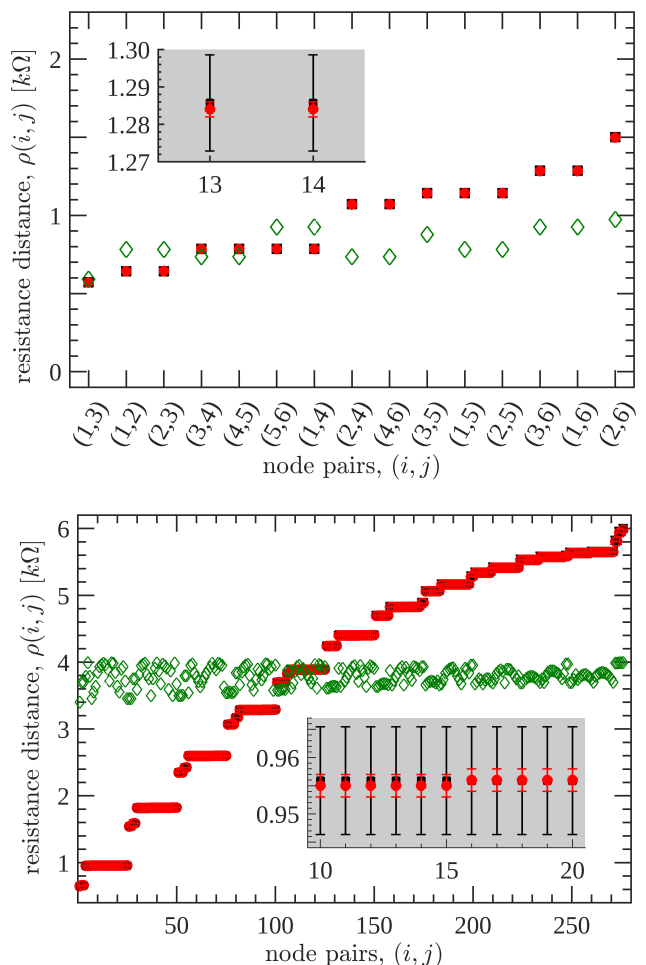 resistance distance, ρ(i, j) [kΩ]
2
1
0
1.30
1.29
1.28
1.27
13 14
(1,3) (1,2) (2,3) (3,4) (4,5) (5,6) (1,4) (2,4) (4,6) (3,5) (1,5) (2,5) (3,6) (1,6) (2,6)
node pairs, (i, j)
resistance distance, ρ(i, j) [kΩ]
6
5
4
3
2
1
0.96
0.95
10 15 20
50 100 150 200 250
node pairs, (i, j)